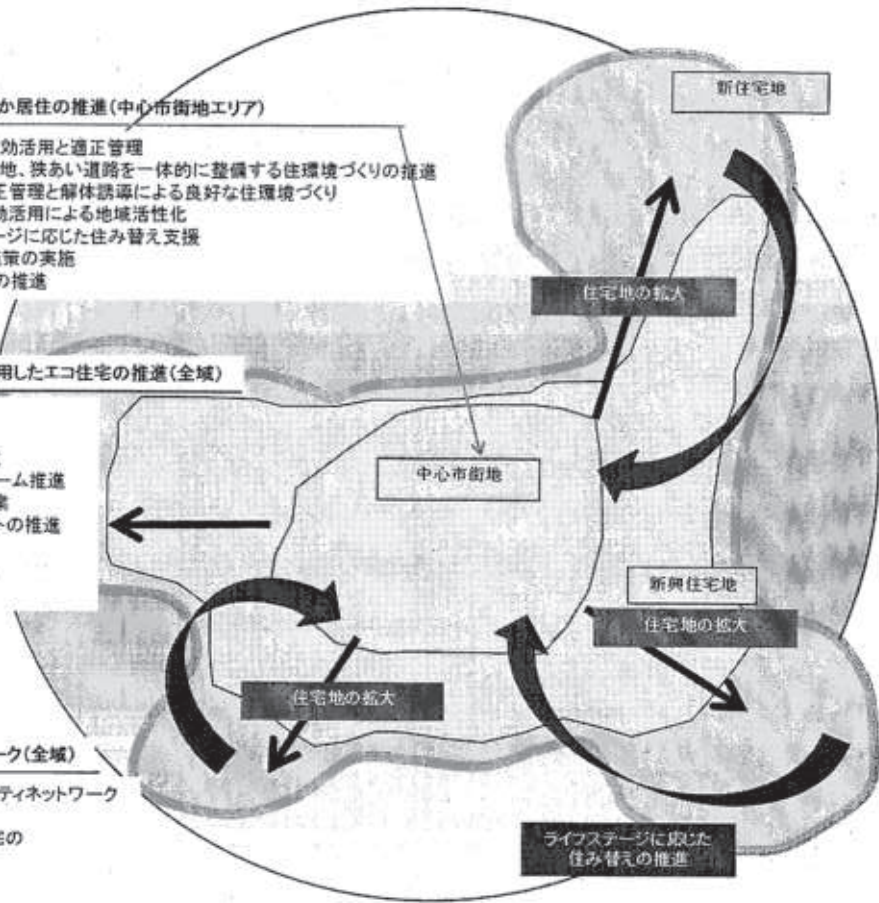 か居住の推進(中心市街地エリア)
効活用と適正管理
地、狭あい道路を一体的に整備する住環境づくりの推進
正管理と解体誘導による良好な住環境づくり
動活用による地域活性化
ージに応じた住み替え支援
策の実施
の推進
用したエコ住宅の推進(全域)
ーム推進
業
トの推進
ーク(全域)
ティネットワーク
宅の
新住宅地
住宅地の拡大
中心市街地
新興住宅地
住宅地の拡大
住宅地の拡大
ライフステージに応じた
住み替えの推進